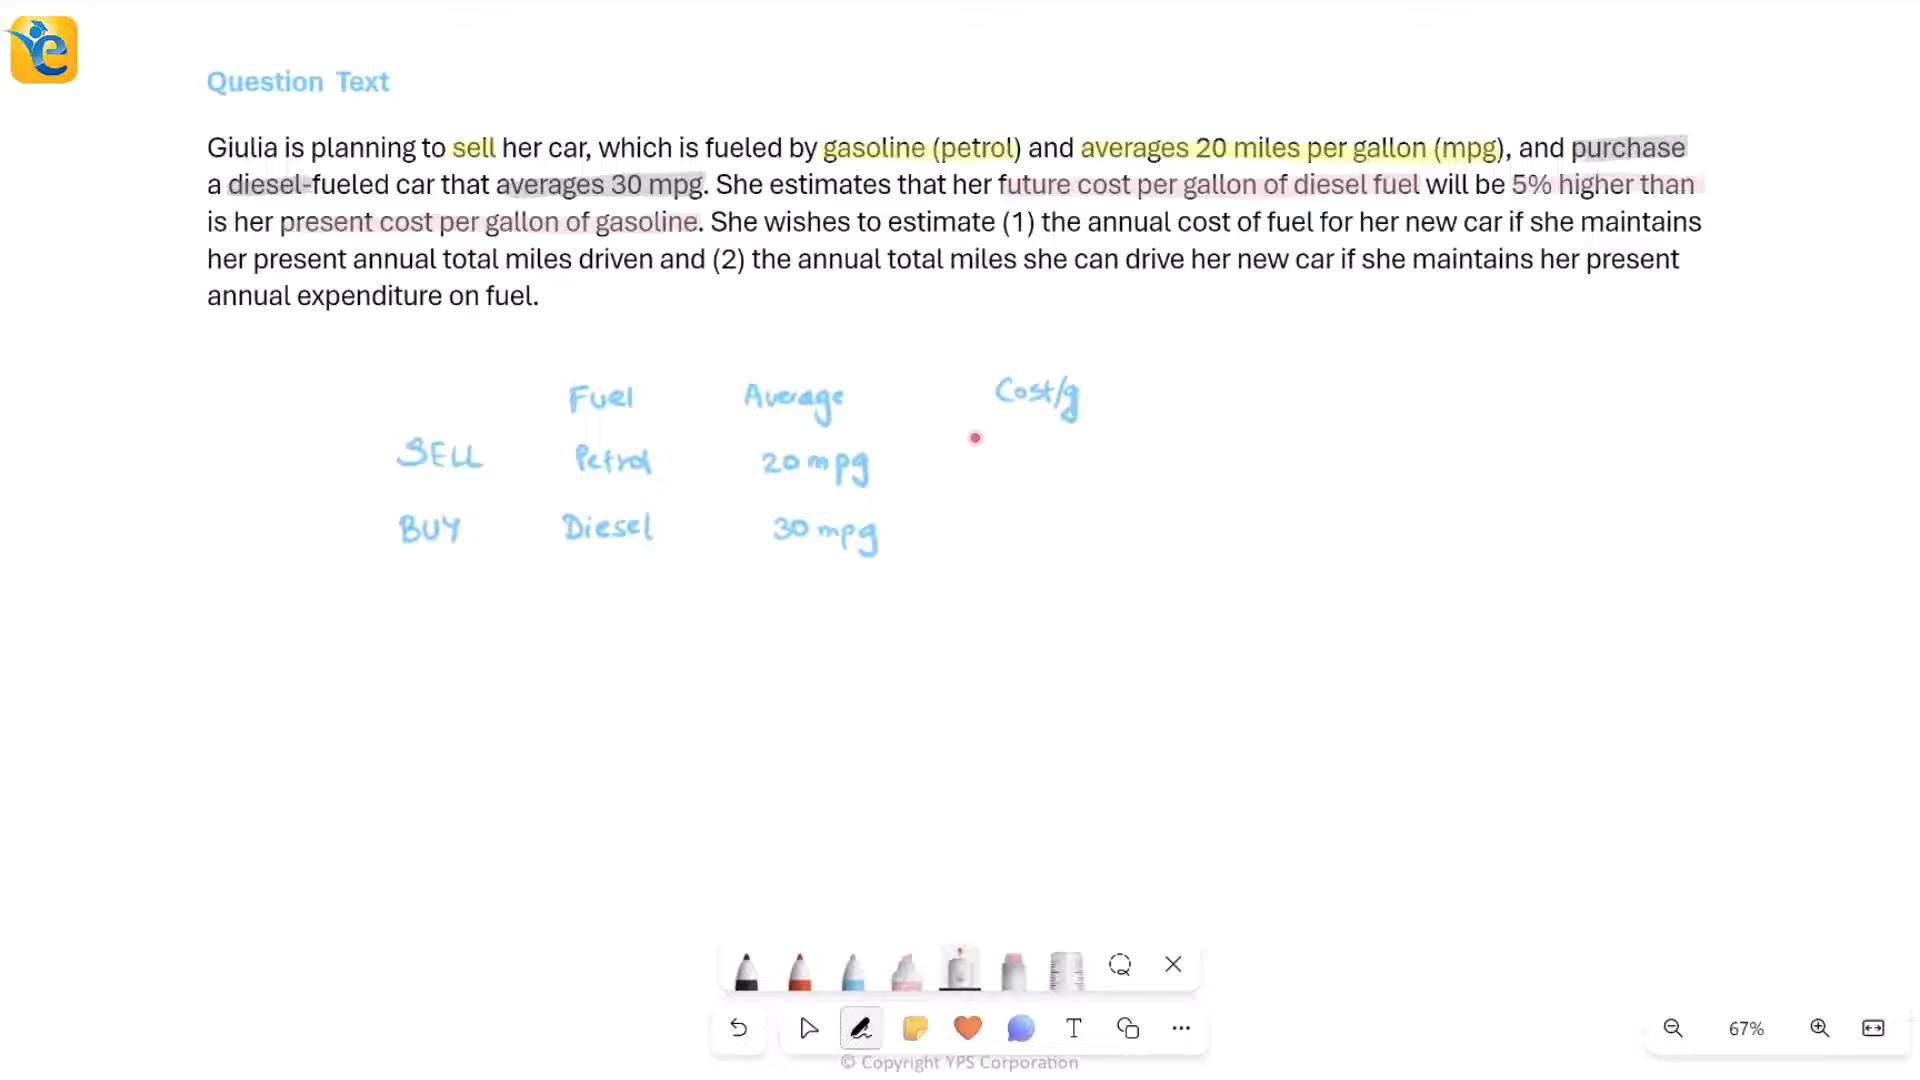 Question Text
Giulia is planning to sell her car, which is fueled by gasoline (petrol) and averages 20 miles per gallon (mpg), and purchase
a diesel-fueled car that averages 30 mpg. She estimates that her future cost per gallon of diesel fuel will be 5% higher than
is her present cost per gallon of gasoline. She wishes to estimate (1) the annual cost of fuel for her new car if she maintains
her present annual total miles driven and (2) the annual total miles she can drive her new car if she maintains her present
annual expenditure on fuel.
Fuel Average Cost/g
SELL Petrol 20 mpg
BUY Diesel 30 mpg
67%
© Copyright YPS Corporation